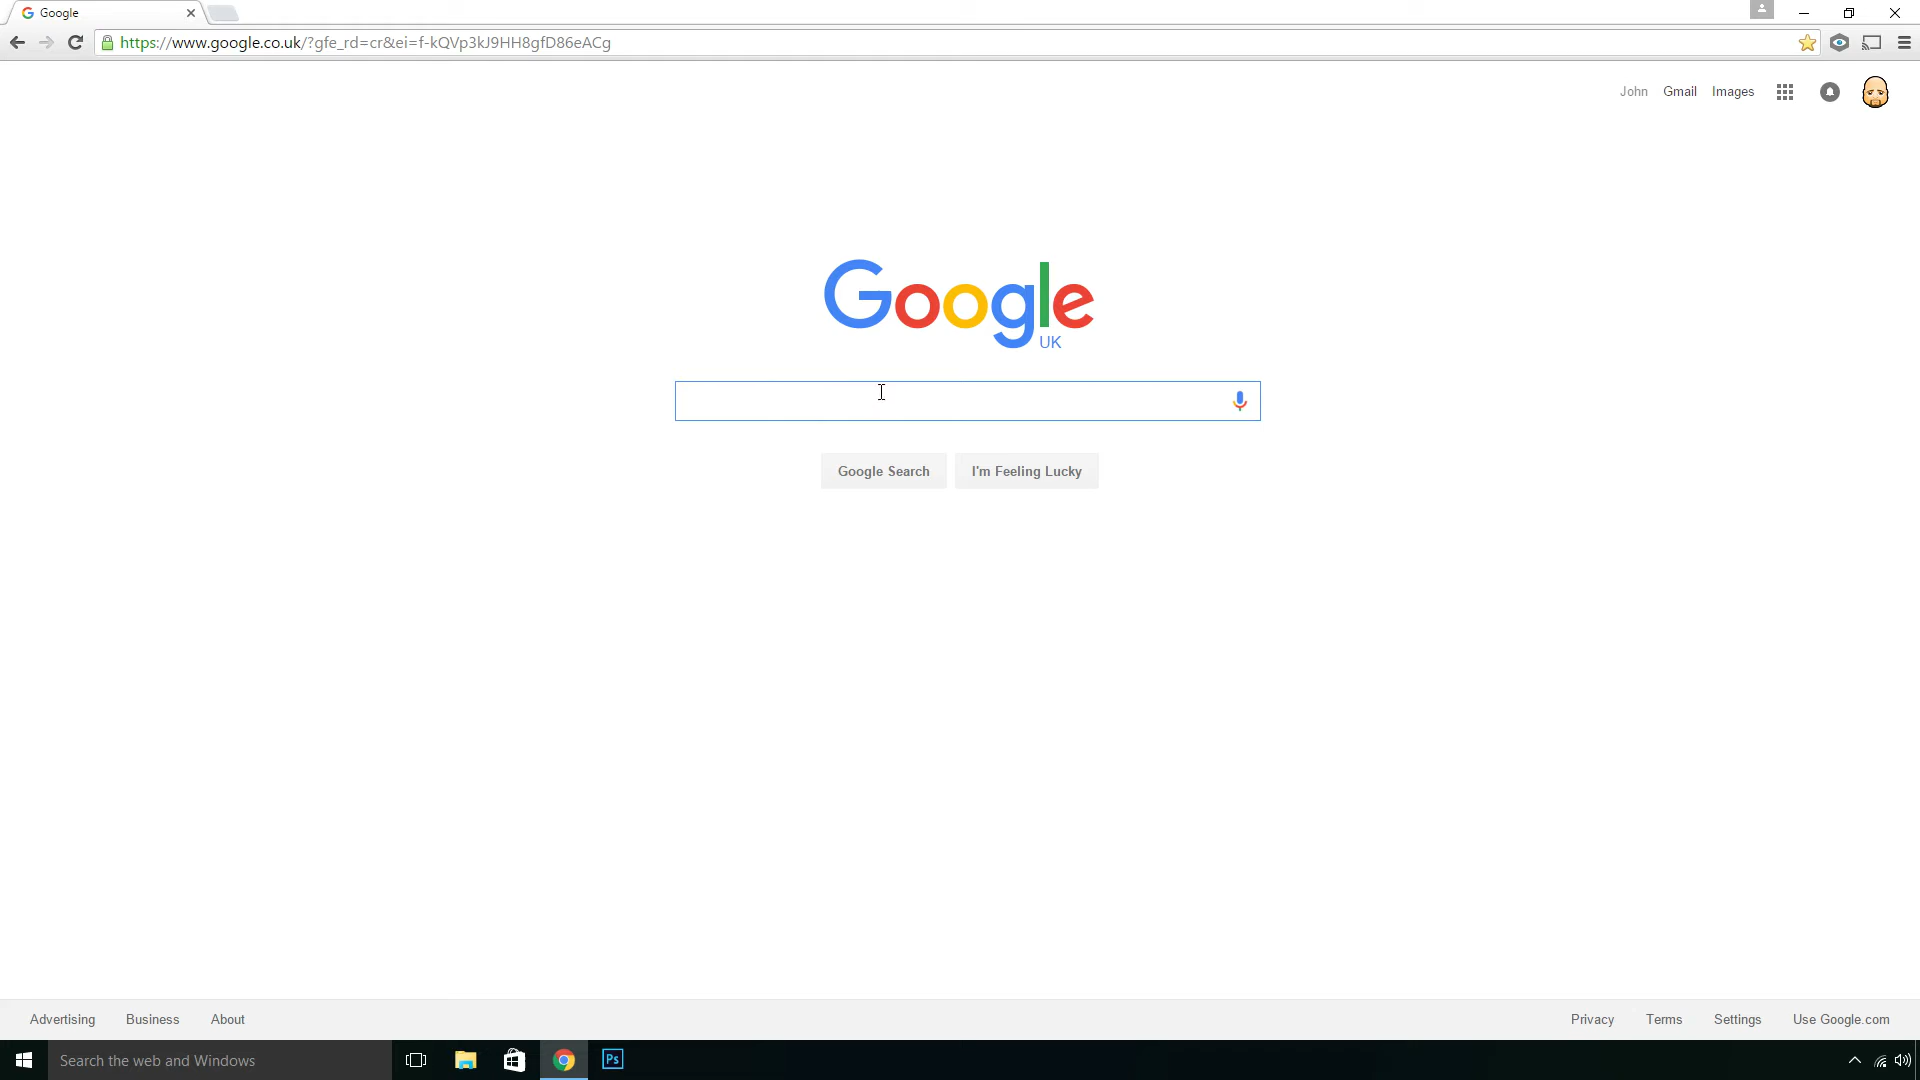 Google
https://www.google.co.uk/?gfe_rd=cr&ei=f-kQVp3kJ9HH8gfD86eACg
John Gmail Images
Google
UK
Google Search I'm Feeling Lucky
Advertising Business About Privacy Terms Settings Use Google.com
Search the web and Windows Ps